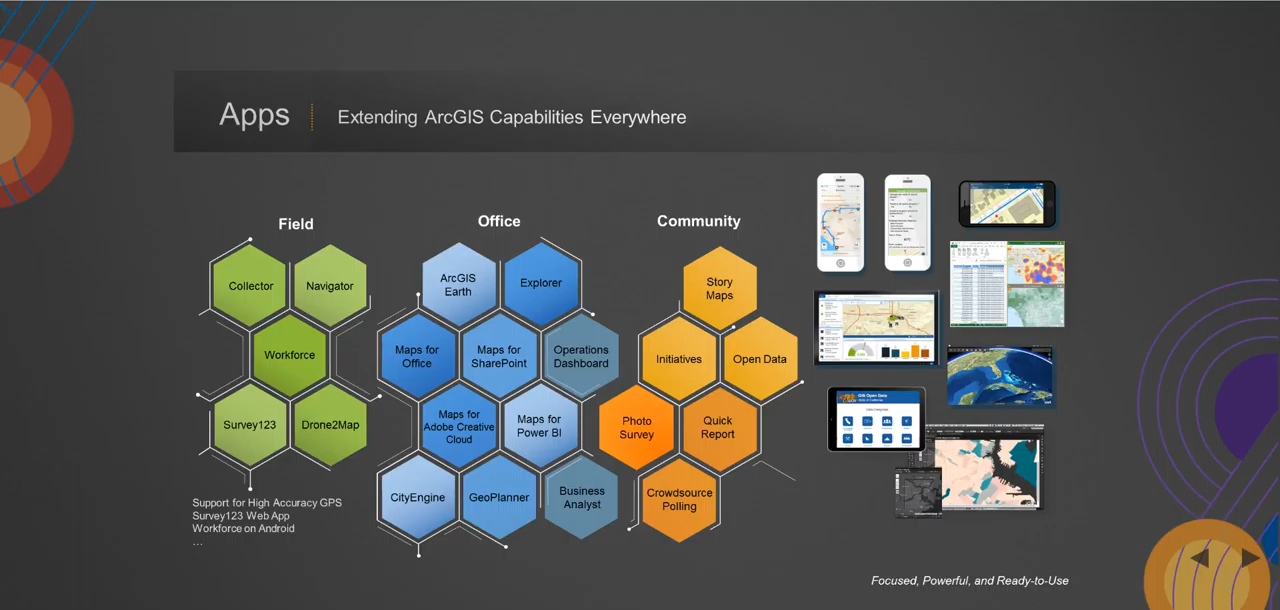 Apps
Extending ArcGIS Capabilities Everywhere
Field
Collector
Navigator
Workforce
Survey123
Drone2Map
Support for High Accuracy GPS
Survey123 Web App
Workforce on Android
...
Office
ArcGIS
Earth
Explorer
Maps for
Office
Maps for
SharePoint
Operations
Dashboard
Maps for
Adobe Creative
Cloud
Maps for
Power BI
CityEngine
GeoPlanner
Business
Analyst
Community
Story
Maps
Initiatives
Open Data
Photo
Survey
Quick
Report
Crowdsource
Polling
GIS Open Data
Focused, Powerful, and Ready-to-Use